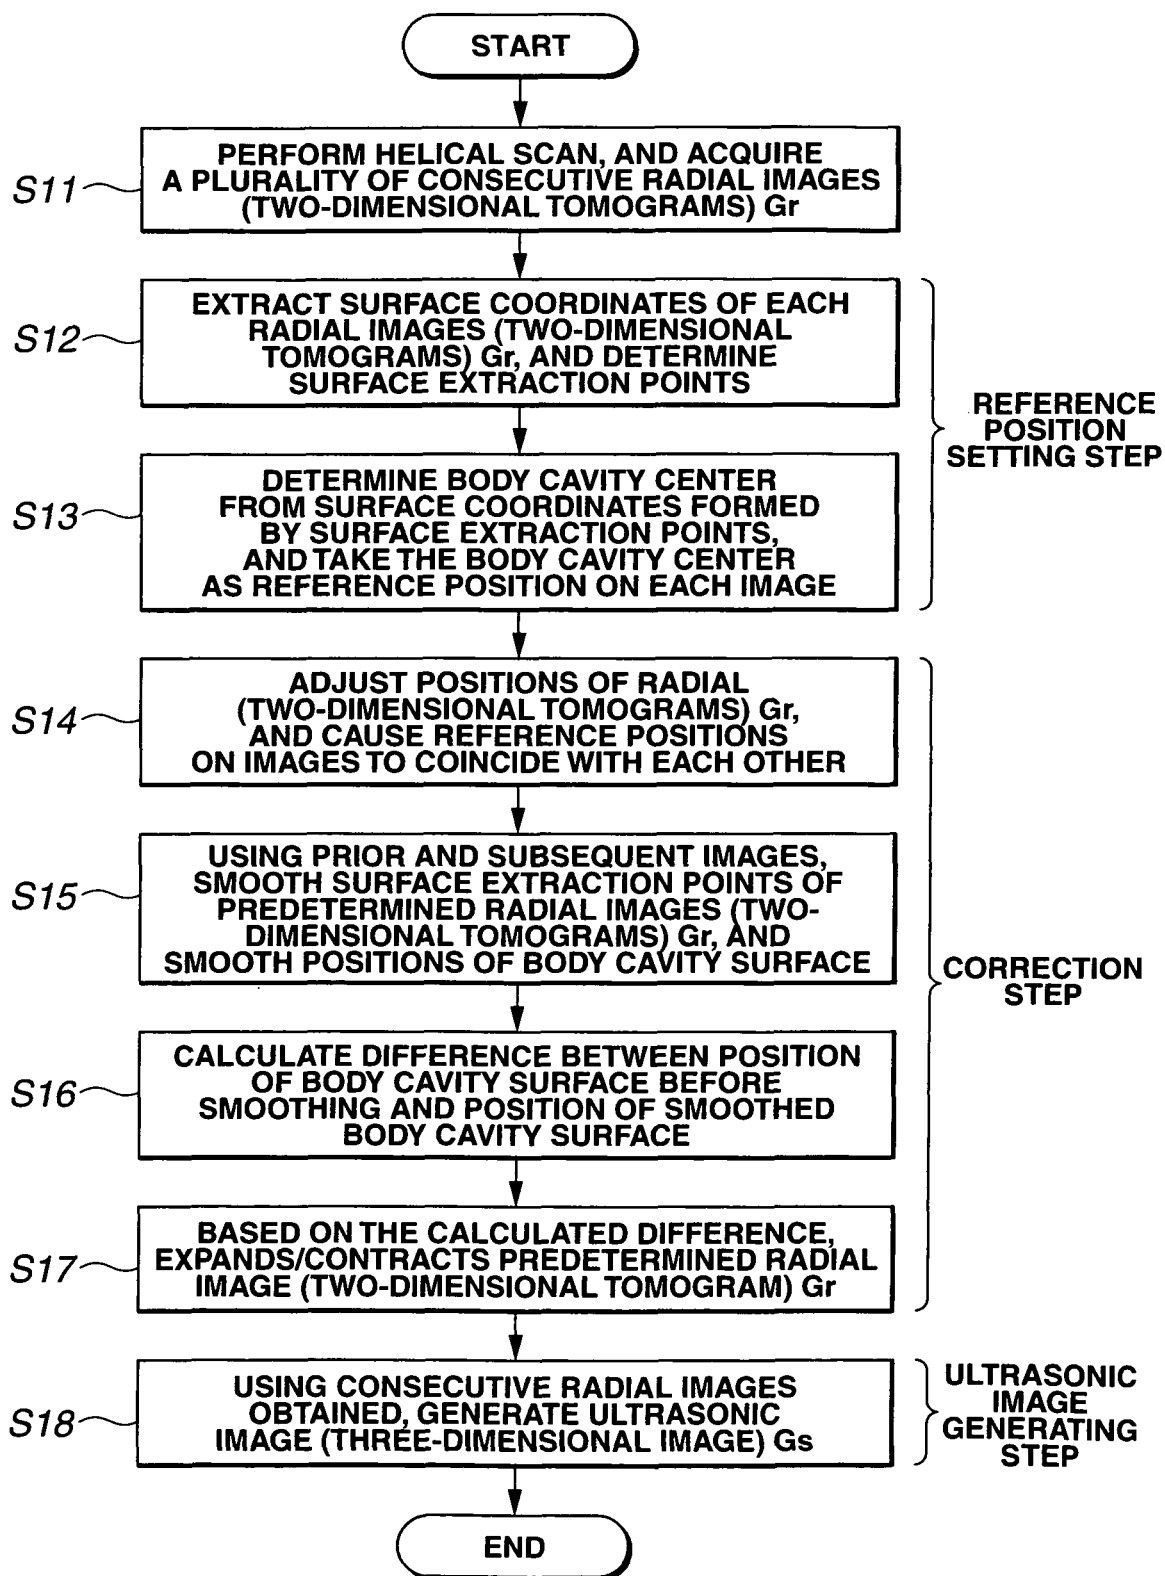 START
S11
PERFORM HELICAL SCAN, AND ACQUIRE
A PLURALITY OF CONSECUTIVE RADIAL IMAGES
(TWO-DIMENSIONAL TOMOGRAMS) Gr
S12
EXTRACT SURFACE COORDINATES OF EACH
RADIAL IMAGES (TWO-DIMENSIONAL
TOMOGRAMS) Gr, AND DETERMINE
SURFACE EXTRACTION POINTS
S13
DETERMINE BODY CAVITY CENTER
FROM SURFACE COORDINATES FORMED
BY SURFACE EXTRACTION POINTS,
AND TAKE THE BODY CAVITY CENTER
AS REFERENCE POSITION ON EACH IMAGE
REFERENCE
POSITION
SETTING STEP
S14
ADJUST POSITIONS OF RADIAL
(TWO-DIMENSIONAL TOMOGRAMS) Gr,
AND CAUSE REFERENCE POSITIONS
ON IMAGES TO COINCIDE WITH EACH OTHER
S15
USING PRIOR AND SUBSEQUENT IMAGES,
SMOOTH SURFACE EXTRACTION POINTS OF
PREDETERMINED RADIAL IMAGES (TWO-
DIMENSIONAL TOMOGRAMS) Gr, AND
SMOOTH POSITIONS OF BODY CAVITY SURFACE
S16
CALCULATE DIFFERENCE BETWEEN POSITION
OF BODY CAVITY SURFACE BEFORE
SMOOTHING AND POSITION OF SMOOTHED
BODY CAVITY SURFACE
S17
BASED ON THE CALCULATED DIFFERENCE,
EXPANDS/CONTRACTS PREDETERMINED RADIAL
IMAGE (TWO-DIMENSIONAL TOMOGRAM) Gr
CORRECTION
STEP
S18
USING CONSECUTIVE RADIAL IMAGES
OBTAINED, GENERATE ULTRASONIC
IMAGE (THREE-DIMENSIONAL IMAGE) Gs
ULTRASONIC
IMAGE
GENERATING
STEP
END